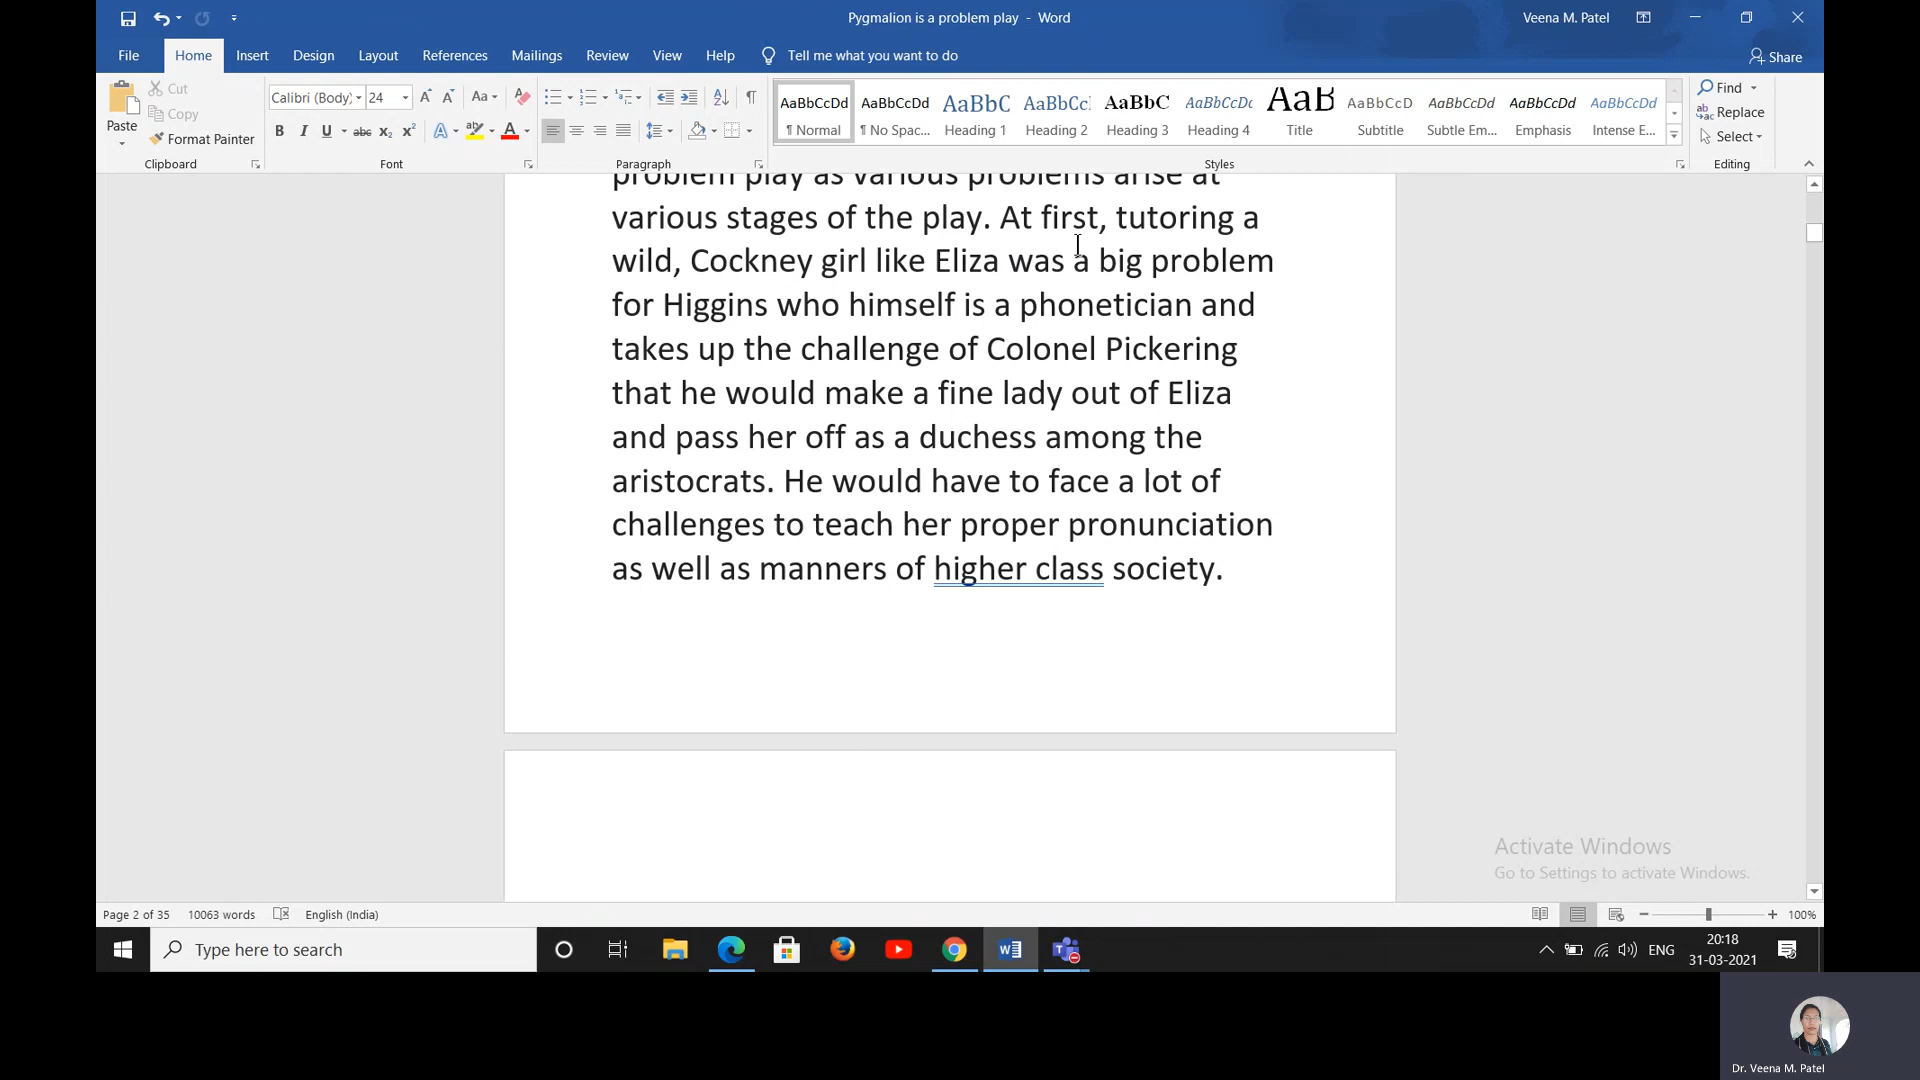 Pygmalion is a problem play - Word
Veena M. Patel
File Home Insert Design Layout References Mailings Review View Help Tell me what you want to do
Share
Paste
Cut
Copy
Format Painter
Clipboard
Calibri (Body) 24
Font
Paragraph
AaBbCcDd AaBbCcDd AaBbC AaBbCc AaBbC AaBbCcDc AaB AaBbCcD AaBbCcDd AaBbCcDd AaBbCcDd
¶ Normal ¶ No Spac... Heading 1 Heading 2 Heading 3 Heading 4 Title Subtitle Subtle Em... Emphasis Intense E...
Styles
Find
Replace
Select
Editing
problem play as various problems arise at
various stages of the play. At first, tutoring a
wild, Cockney girl like Eliza was a big problem
for Higgins who himself is a phonetician and
takes up the challenge of Colonel Pickering
that he would make a fine lady out of Eliza
and pass her off as a duchess among the
aristocrats. He would have to face a lot of
challenges to teach her proper pronunciation
as well as manners of higher class society.
Activate Windows
Go to Settings to activate Windows.
Page 2 of 35 10063 words English (India)
100%
Type here to search
ENG
20:18
31-03-2021
Dr. Veena M. Patel